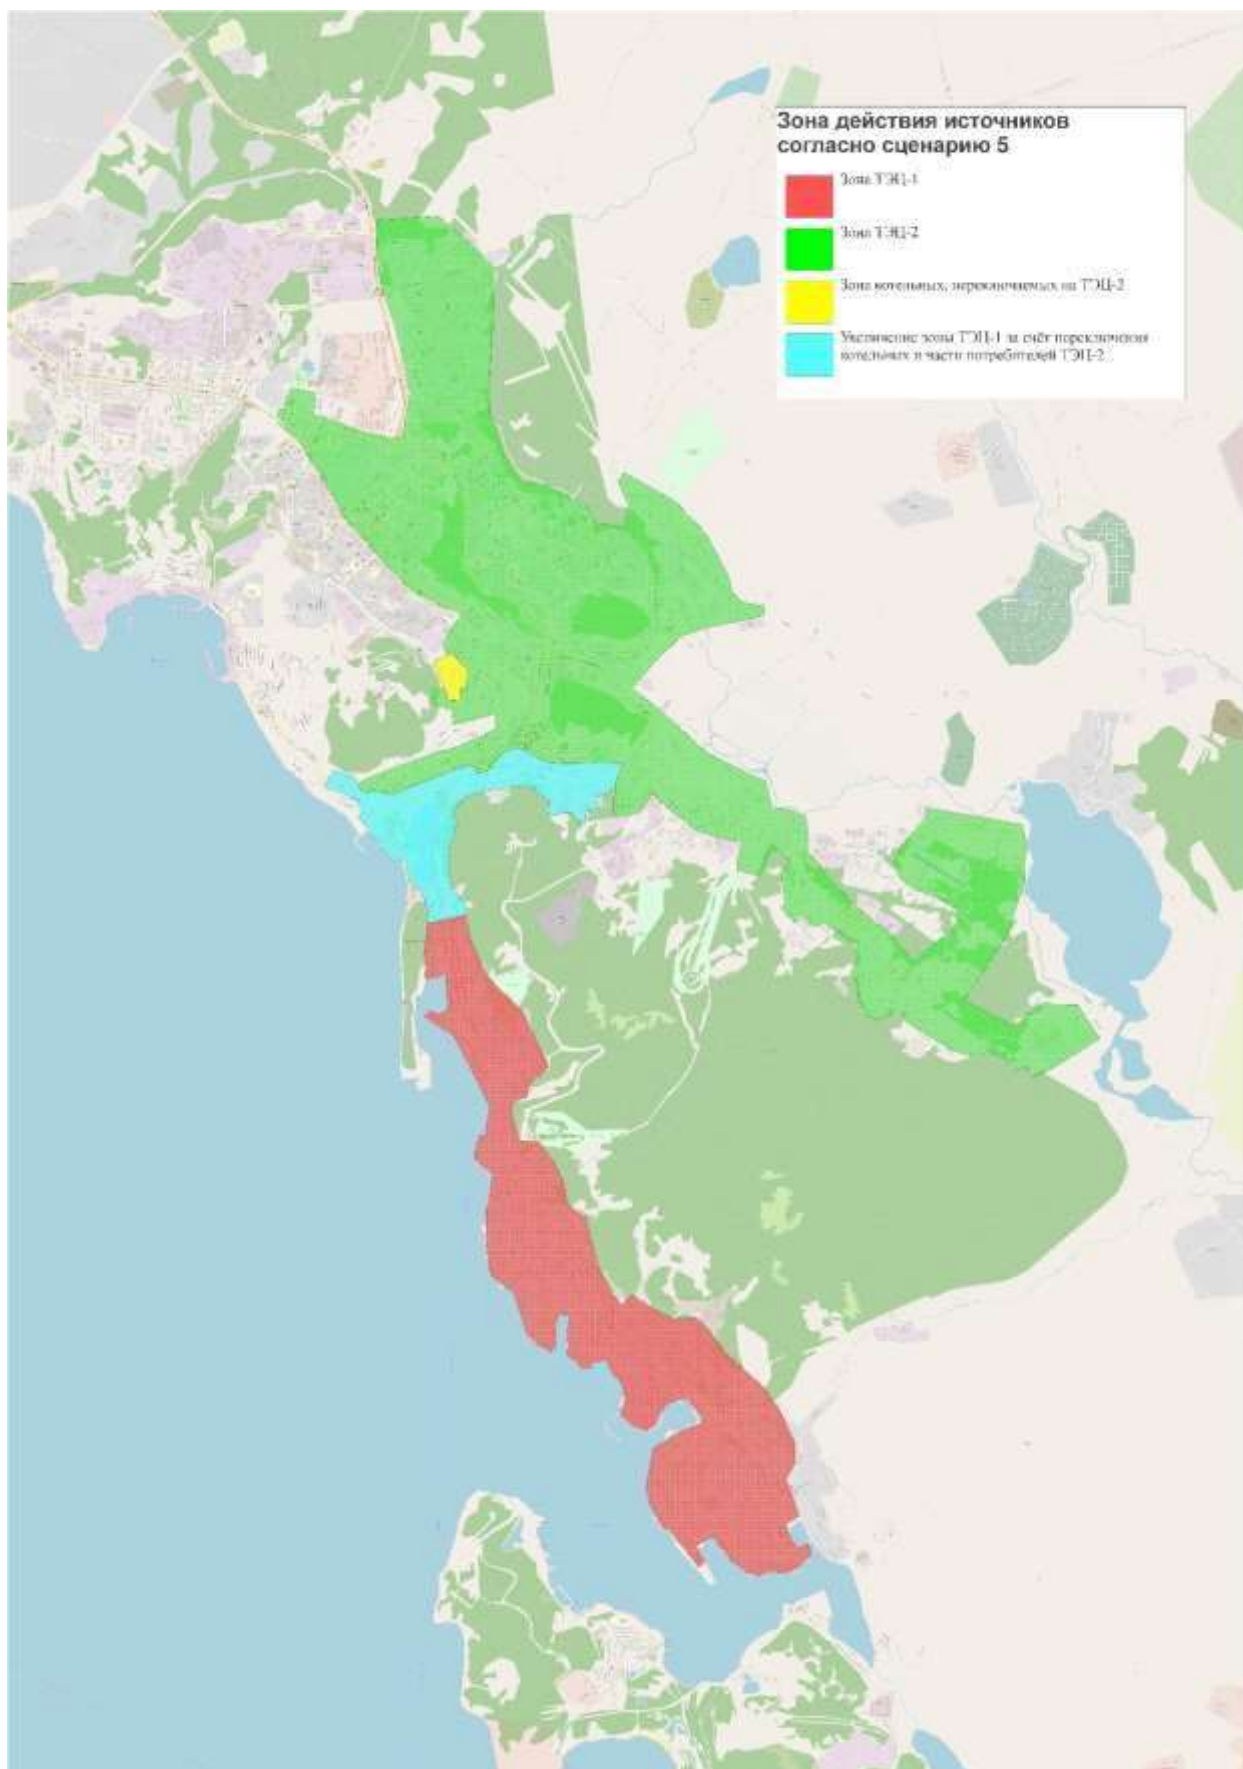 Зона действия источников
согласно сценарию 5
Зона ТЭЦ-1
Зона ТЭЦ-2
Зона котельных, переключаемых на ТЭЦ-2
Увеличение зоны ТЭЦ-1 за счёт переключения
котельных и части потребителей ТЭЦ-2